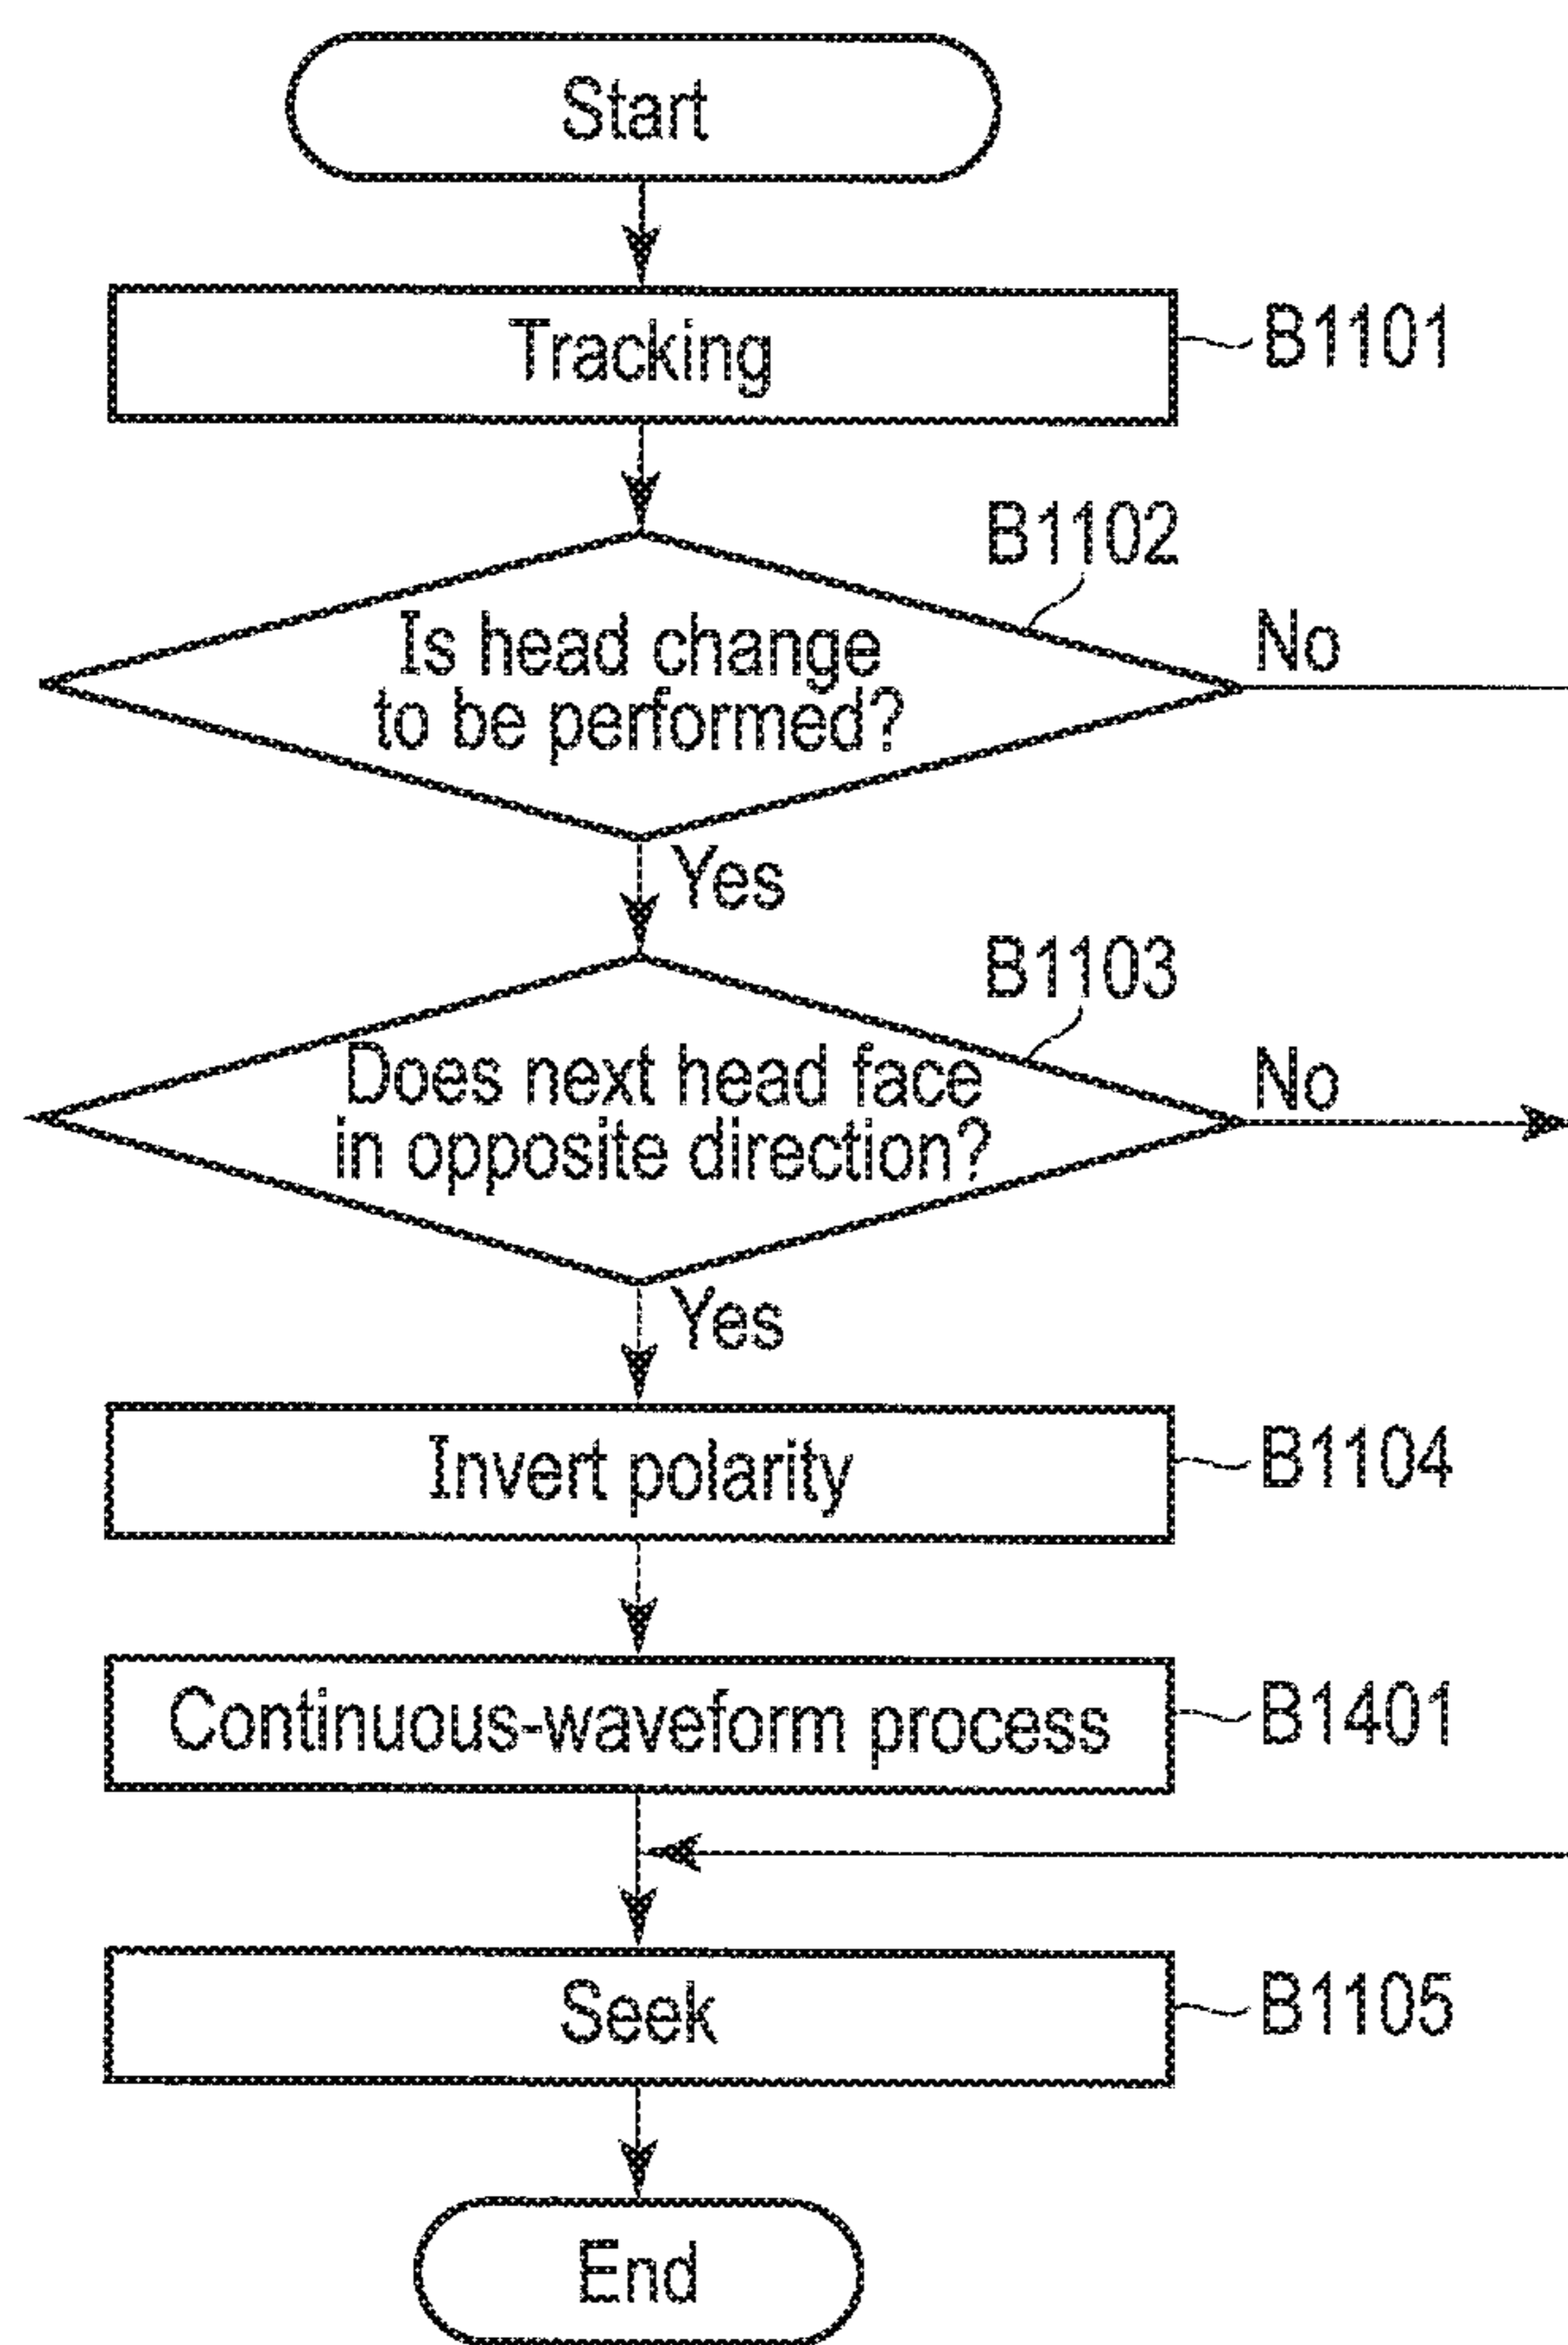 Start
Tracking
B1101
B1102
Is head change
to be performed?
No
Yes
B1103
Does next head face
in opposite direction?
No
Yes
Invert polarity
B1104
Continuous-waveform process
B1401
Seek
B1105
End